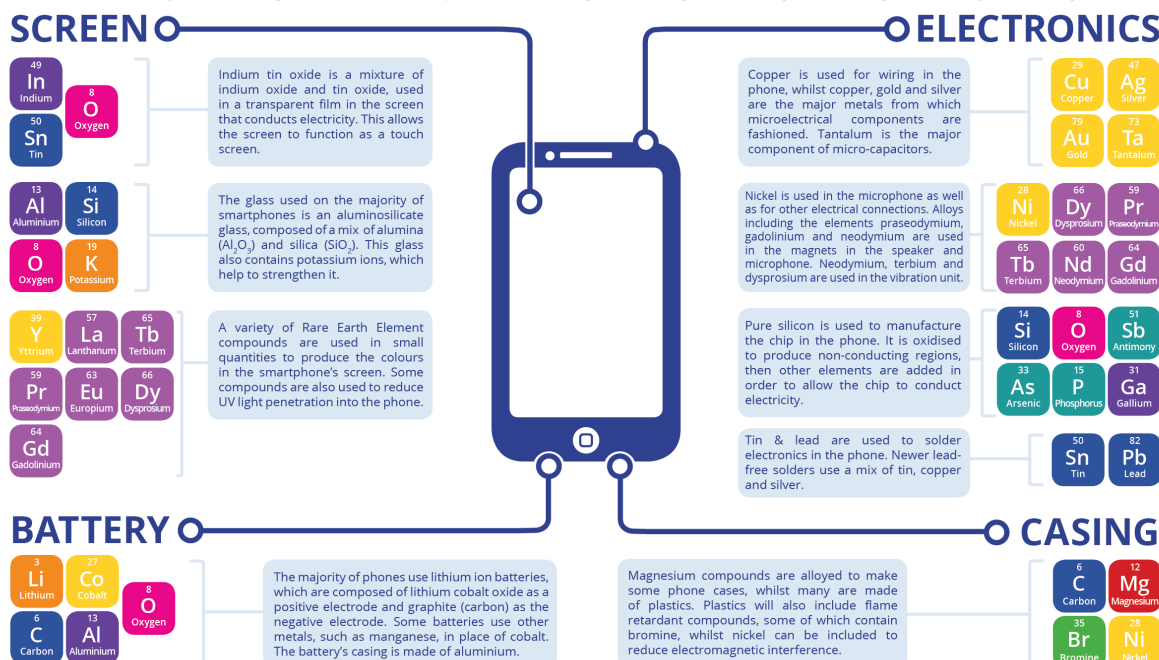 SCREEN
49
In
Indium
8
O
Oxygen
50
Sn
Tin
Indium tin oxide is a mixture of
indium oxide and tin oxide, used
in a transparent film in the screen
that conducts electricity. This allows
the screen to function as a touch
screen.
13
Al
Aluminium
14
Si
Silicon
8
O
Oxygen
19
K
Potassium
The glass used on the majority of
smartphones is an aluminosilicate
glass, composed of a mix of alumina
(Al₂O₃) and silica (SiO₂). This glass
also contains potassium ions, which
help to strengthen it.
39
Y
Yttrium
57
La
Lanthanum
65
Tb
Terbium
59
Pr
Praseodymium
63
Eu
Europium
66
Dy
Dysprosium
64
Gd
Gadolinium
A variety of Rare Earth Element
compounds are used in small
quantities to produce the colours
in the smartphone's screen. Some
compounds are also used to reduce
UV light penetration into the phone.
ELECTRONICS
Copper is used for wiring in the
phone, whilst copper, gold and silver
are the major metals from which
microelectrical components are
fashioned. Tantalum is the major
component of micro-capacitors.
29
Cu
Copper
47
Ag
Silver
79
Au
Gold
73
Ta
Tantalum
Nickel is used in the microphone as well
as for other electrical connections. Alloys
including the elements praseodymium,
gadolinium and neodymium are used
in the magnets in the speaker and
microphone. Neodymium, terbium and
dysprosium are used in the vibration unit.
28
Ni
Nickel
66
Dy
Dysprosium
59
Pr
Praseodymium
65
Tb
Terbium
60
Nd
Neodymium
64
Gd
Gadolinium
Pure silicon is used to manufacture
the chip in the phone. It is oxidised
to produce non-conducting regions,
then other elements are added in
order to allow the chip to conduct
electricity.
14
Si
Silicon
8
O
Oxygen
51
Sb
Antimony
33
As
Arsenic
15
P
Phosphorus
31
Ga
Gallium
Tin & lead are used to solder
electronics in the phone. Newer lead-
free solders use a mix of tin, copper
and silver.
50
Sn
Tin
82
Pb
Lead
BATTERY
3
Li
Lithium
27
Co
Cobalt
8
O
Oxygen
6
C
Carbon
13
Al
Aluminium
The majority of phones use lithium ion batteries,
which are composed of lithium cobalt oxide as a
positive electrode and graphite (carbon) as the
negative electrode. Some batteries use other
metals, such as manganese, in place of cobalt.
The battery's casing is made of aluminium.
CASING
Magnesium compounds are alloyed to make
some phone cases, whilst many are made
of plastics. Plastics will also include flame
retardant compounds, some of which contain
bromine, whilst nickel can be included to
reduce electromagnetic interference.
6
C
Carbon
12
Mg
Magnesium
35
Br
Bromine
28
Ni
Nickel